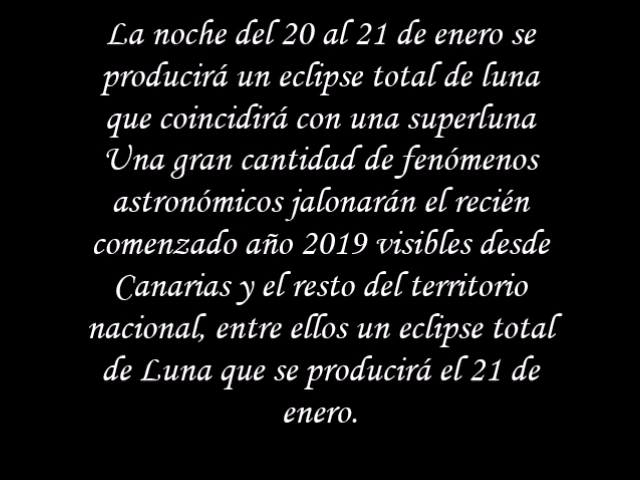 La noche del 20 al 21 de enero se
producirá un eclipse total de luna
que coincidirá con una superluna
Una gran cantidad de fenómenos
astronómicos jalonarán el recién
comenzado año 2019 visibles desde
Canarias y el resto del territorio
nacional, entre ellos un eclipse total
de Luna que se producirá el 21 de
enero.